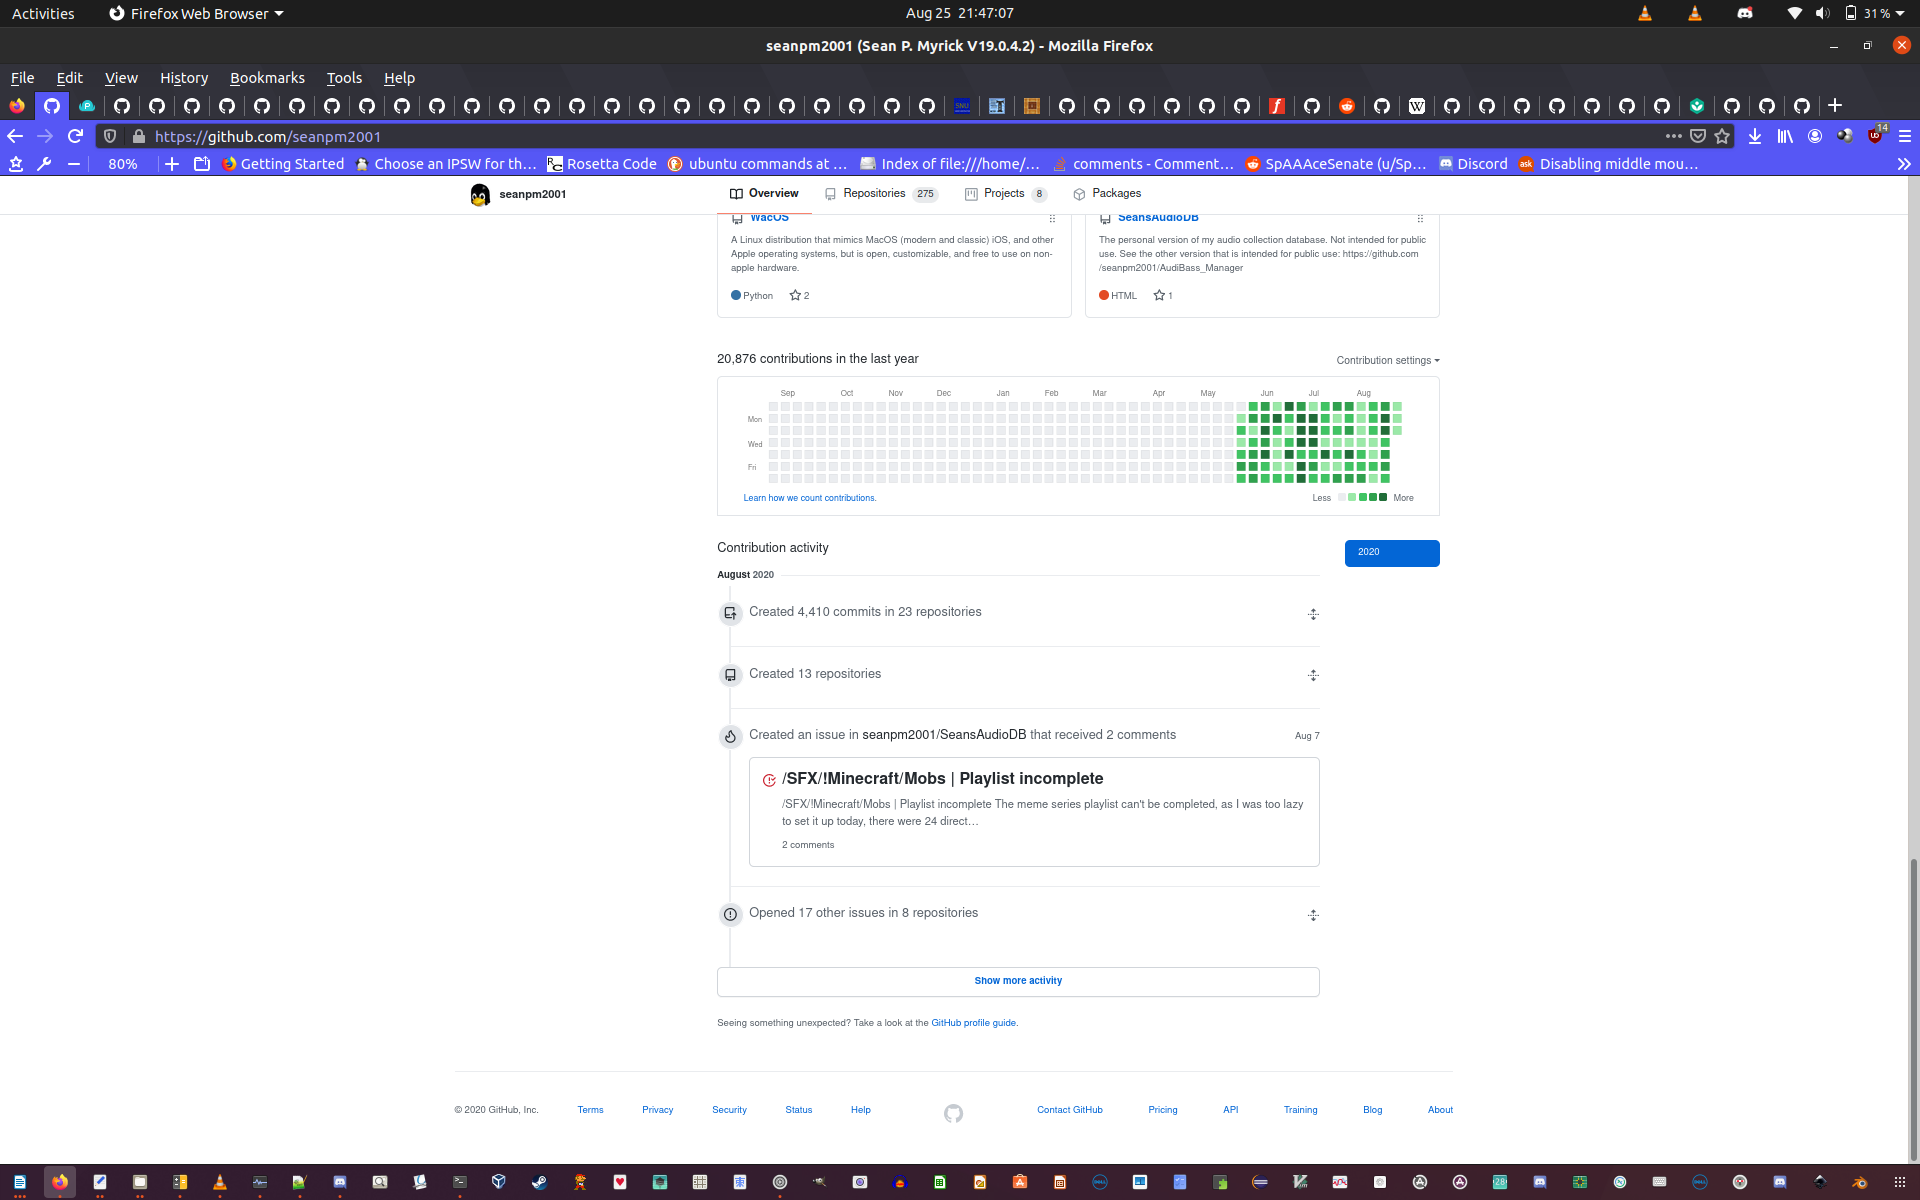 Activities
Firefox Web Browser
Aug 25 21:47:07
31 %
seanpm2001 (Sean P. Myrick V19.0.4.2) - Mozilla Firefox
File Edit View History Bookmarks Tools Help
https://github.com/seanpm2001
14
80%
Getting Started
Choose an IPSW for th…
Rosetta Code
ubuntu commands at …
Index of file:///home/…
comments - Comment…
SpAAAceSenate (u/Sp…
Discord
Disabling middle mou…
seanpm2001
Overview
Repositories 275
Projects 8
Packages
WacOS
A Linux distribution that mimics MacOS (modern and classic) iOS, and other
Apple operating systems, but is open, customizable, and free to use on non-
apple hardware.
Python 2
SeansAudioDB
The personal version of my audio collection database. Not intended for public
use. See the other version that is intended for public use: https://github.com
/seanpm2001/AudiBass_Manager
HTML 1
20,876 contributions in the last year
Contribution settings
Sep Oct Nov Dec Jan Feb Mar Apr May Jun Jul Aug
Mon
Wed
Fri
Learn how we count contributions.
Less More
Contribution activity
2020
August 2020
Created 4,410 commits in 23 repositories
Created 13 repositories
Created an issue in seanpm2001/SeansAudioDB that received 2 comments
Aug 7
/SFX/!Minecraft/Mobs | Playlist incomplete
/SFX/!Minecraft/Mobs | Playlist incomplete The meme series playlist can't be completed, as I was too lazy
to set it up today, there were 24 direct…
2 comments
Opened 17 other issues in 8 repositories
Show more activity
Seeing something unexpected? Take a look at the GitHub profile guide.
© 2020 GitHub, Inc.
Terms
Privacy
Security
Status
Help
Contact GitHub
Pricing
API
Training
Blog
About